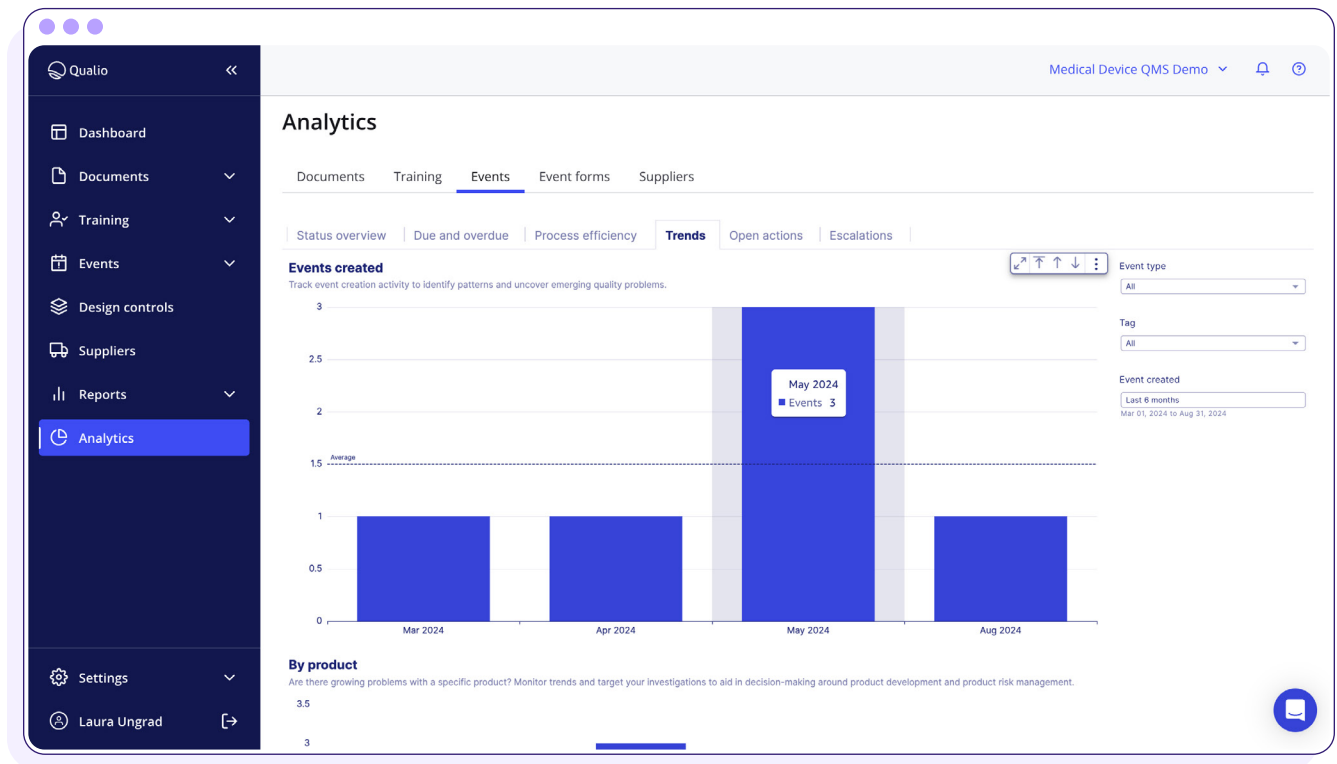 Qualio
Medical Device QMS Demo
Dashboard
Documents
Training
Events
Design controls
Suppliers
Reports
Analytics
Settings
Laura Ungrad
Analytics
Documents Training Events Event forms Suppliers
Status overview Due and overdue Process efficiency Trends Open actions Escalations
Events created
Track event creation activity to identify patterns and uncover emerging quality problems.
3
2.5
2
1.5
1
0.5
0
Average
May 2024
Events 3
Mar 2024 Apr 2024 May 2024 Aug 2024
Event type
All
Tag
All
Event created
Last 6 months
Mar 01, 2024 to Aug 31, 2024
By product
Are there growing problems with a specific product? Monitor trends and target your investigations to aid in decision-making around product development and product risk management.
3.5
3